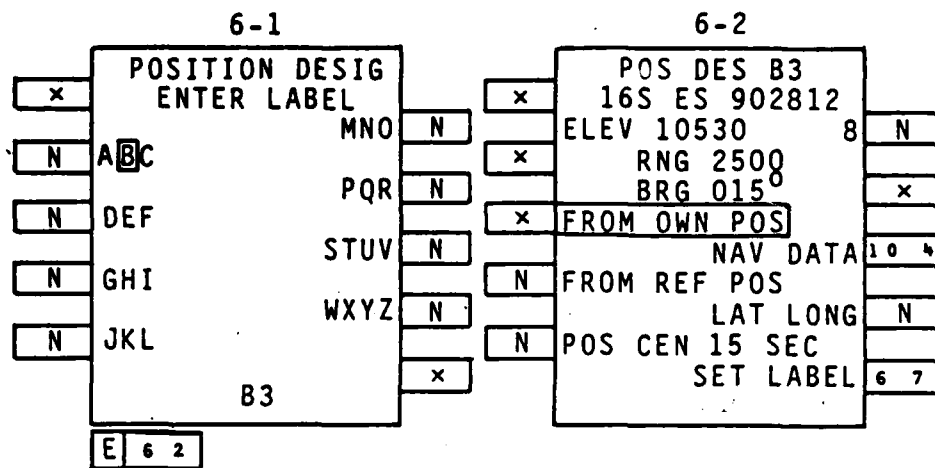 6-1
POSITION DESIG
× ENTER LABEL
MNO N
N ABC
PQR N
N DEF
STUV N
N GHI
WXYZ N
N JKL
×
B3
E 6 2
6-2
POS DES B3
× 16S ES 902812
ELEV 10530 8 N
× RNG 2500
BRG 015° ×
× FROM OWN POS
NAV DATA 10 4
N FROM REF POS
LAT LONG N
N POS CEN 15 SEC
SET LABEL 6 7